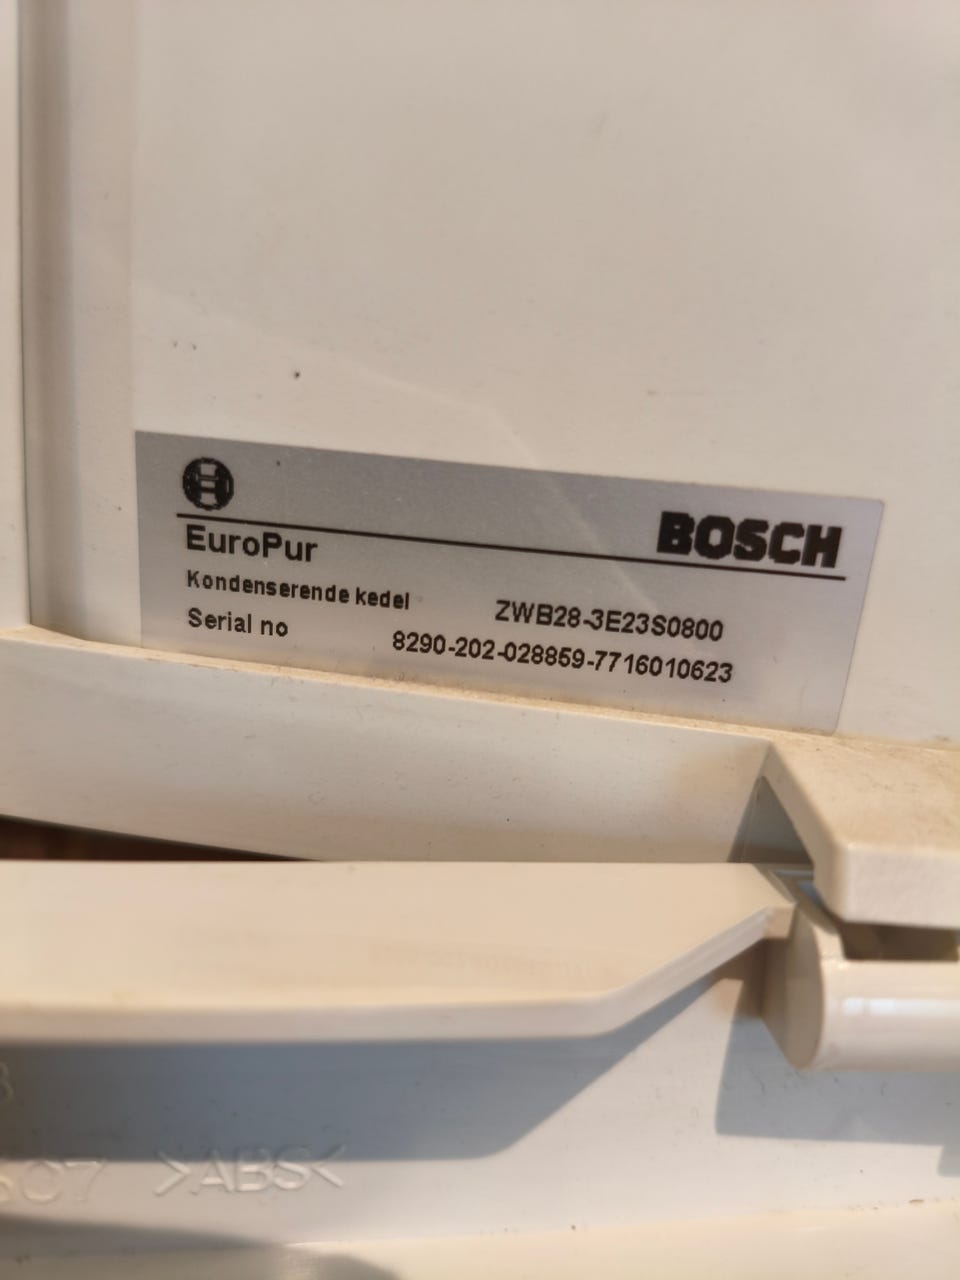 BOSCH
EuroPur
Kondenserende kedel ZWB28-3E23S0800
Serial no 8290-202-028859-7716010623
>ABS<